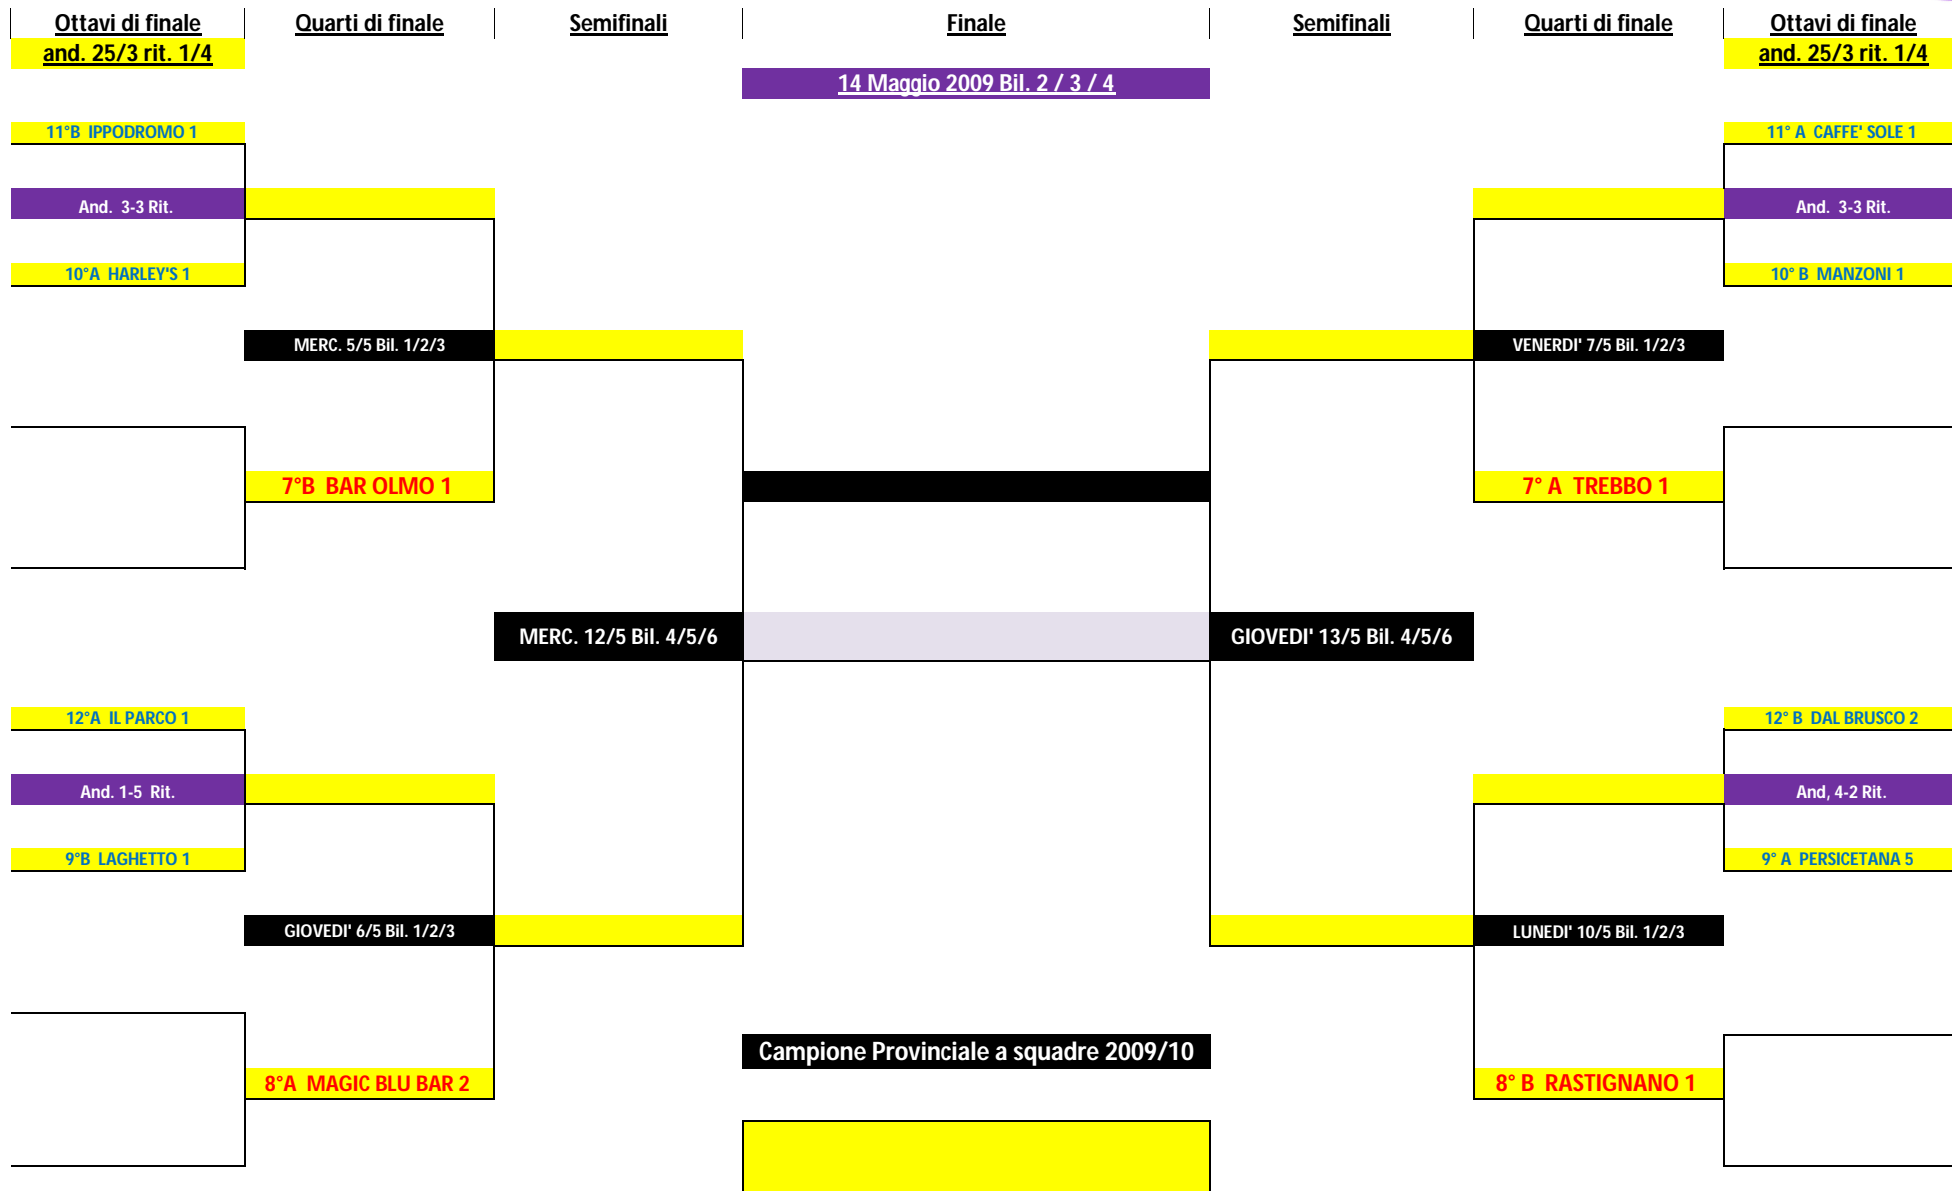 Ottavi di finale
Quarti di finale
Semifinali
Finale
Semifinali
Quarti di finale
Ottavi di finale
and. 25/3 rit. 1/4
and. 25/3 rit. 1/4
14 Maggio 2009 Bil. 2 / 3 / 4
11°B IPPODROMO 1
11° A CAFFE' SOLE 1
And. 3-3 Rit.
And. 3-3 Rit.
10°A HARLEY'S 1
10° B MANZONI 1
MERC. 5/5 Bil. 1/2/3
VENERDI' 7/5 Bil. 1/2/3
7°B BAR OLMO 1
7° A TREBBO 1
MERC. 12/5 Bil. 4/5/6
GIOVEDI' 13/5 Bil. 4/5/6
12°A IL PARCO 1
12° B DAL BRUSCO 2
And. 1-5 Rit.
And, 4-2 Rit.
9°B LAGHETTO 1
9° A PERSICETANA 5
GIOVEDI' 6/5 Bil. 1/2/3
LUNEDI' 10/5 Bil. 1/2/3
Campione Provinciale a squadre 2009/10
8°A MAGIC BLU BAR 2
8° B RASTIGNANO 1